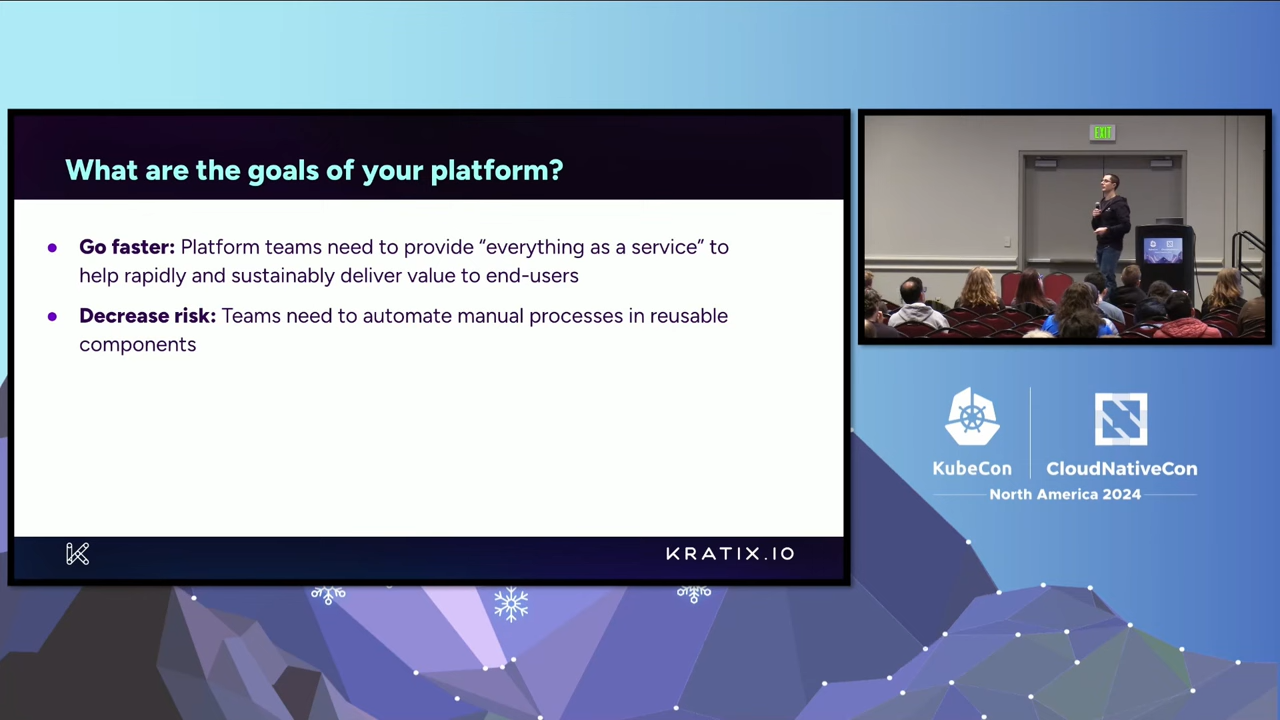 What are the goals of your platform?
● Go faster: Platform teams need to provide “everything as a service” to
help rapidly and sustainably deliver value to end-users
● Decrease risk: Teams need to automate manual processes in reusable
components
KRATIX.IO
EXIT
KubeCon
CloudNativeCon
North America 2024